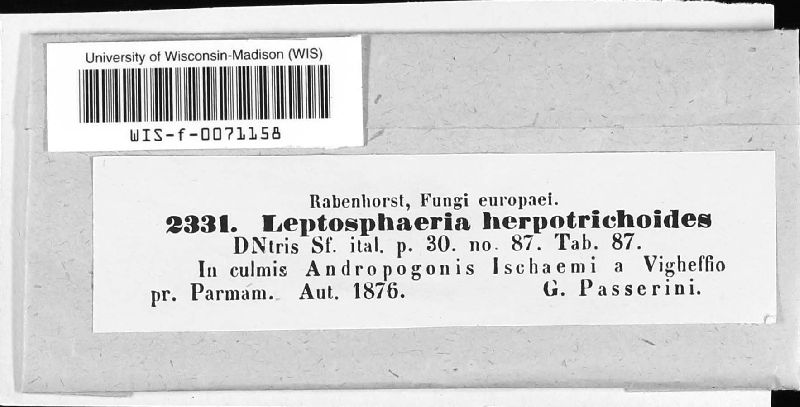 University of Wisconsin-Madison (WIS)
WIS-f-0071158
Rabenhorst, Fungi europaei.
2331. Leptosphaeria herpotrichoides
DNtris Sf. ital. p. 30. no. 87. Tab. 87.
In culmis Andropogonis Ischaemi a Vigheffio
pr. Parmam. Aut. 1876. G. Passerini.